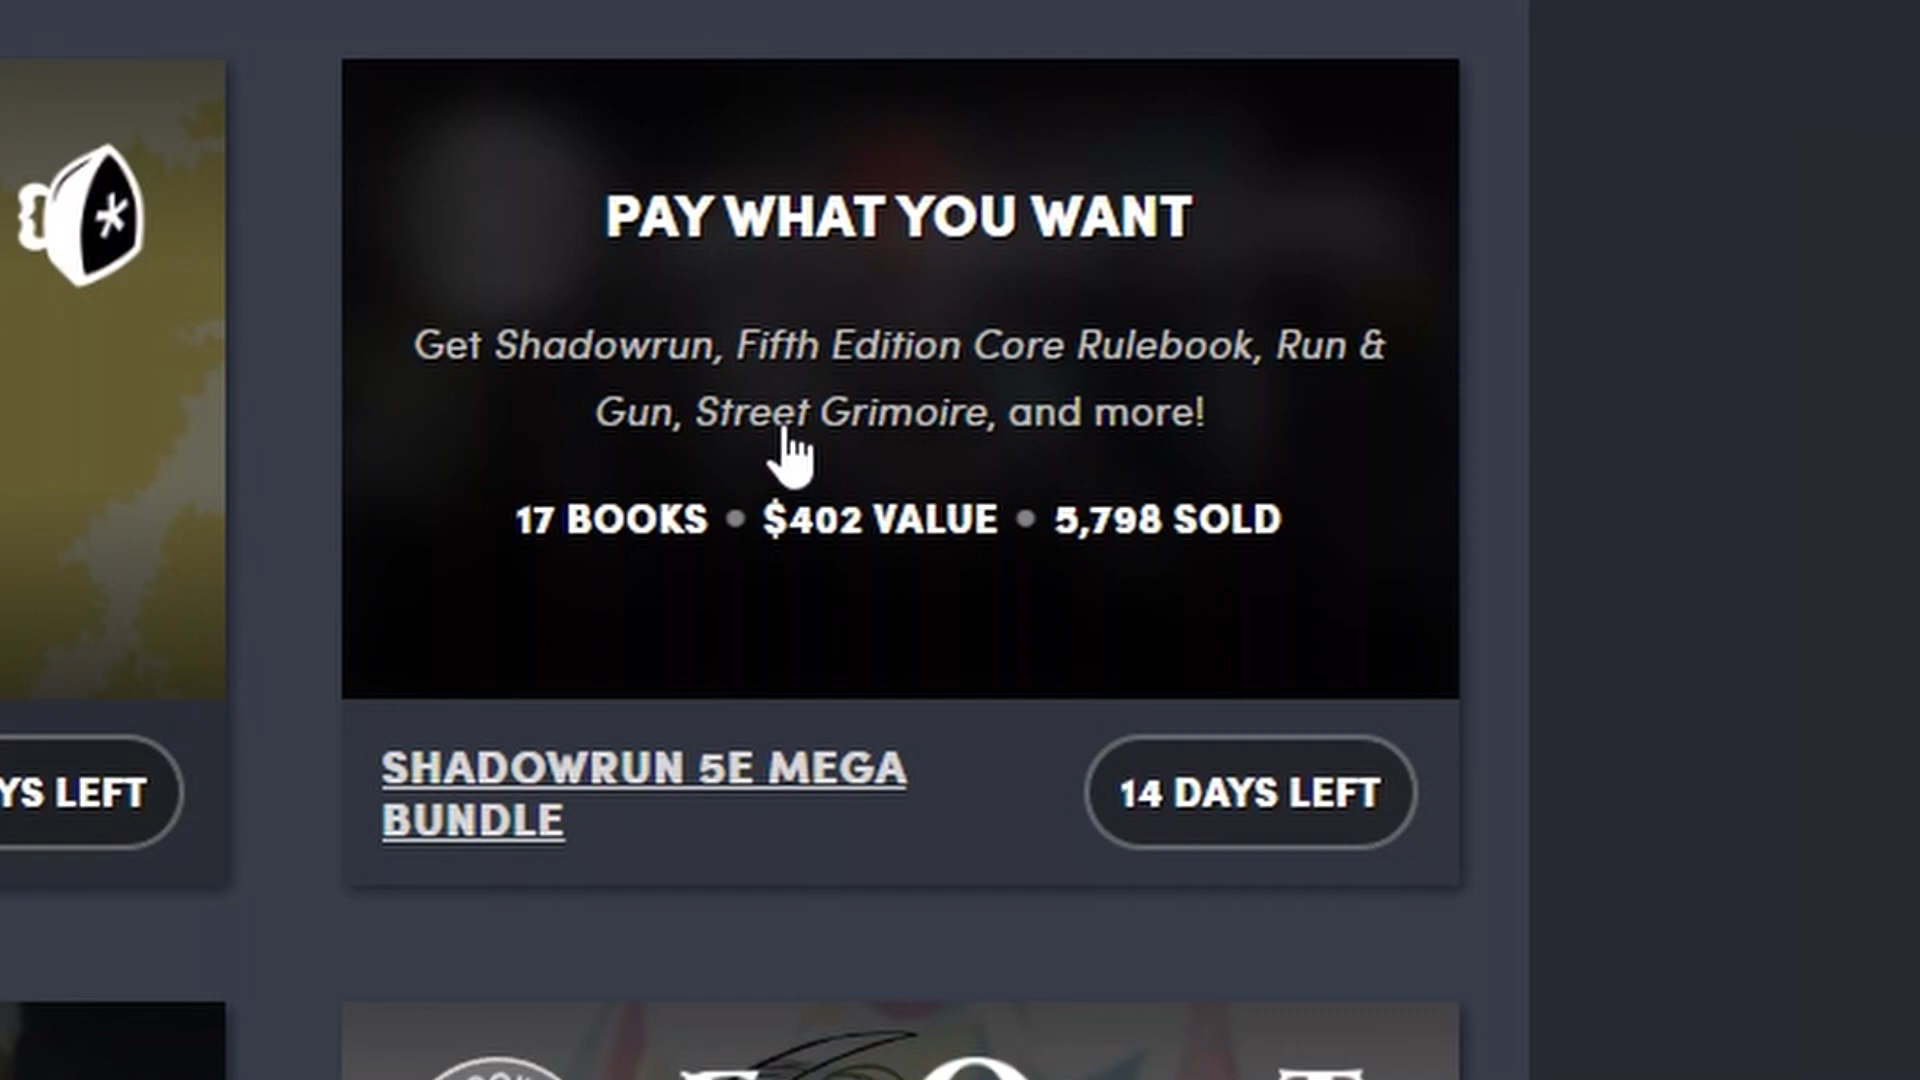 PAY WHAT YOU WANT
Get Shadowrun, Fifth Edition Core Rulebook, Run &
Gun, Street Grimoire, and more!
17 BOOKS • $402 VALUE • 5,798 SOLD
YS LEFT
SHADOWRUN 5E MEGA
BUNDLE
14 DAYS LEFT